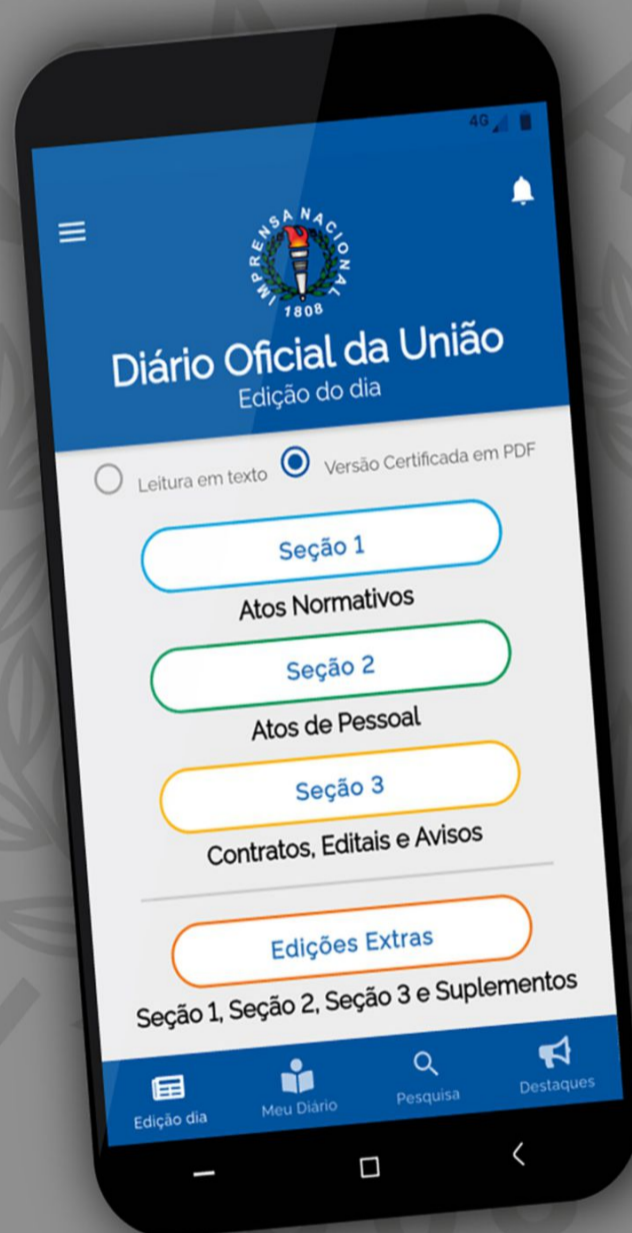 4G
IMPRENSA NACIONAL
1808
Diário Oficial da União
Edição do dia
Leitura em texto Versão Certificada em PDF
Seção 1
Atos Normativos
Seção 2
Atos de Pessoal
Seção 3
Contratos, Editais e Avisos
Edições Extras
Seção 1, Seção 2, Seção 3 e Suplementos
Edição dia Meu Diário Pesquisa Destaques